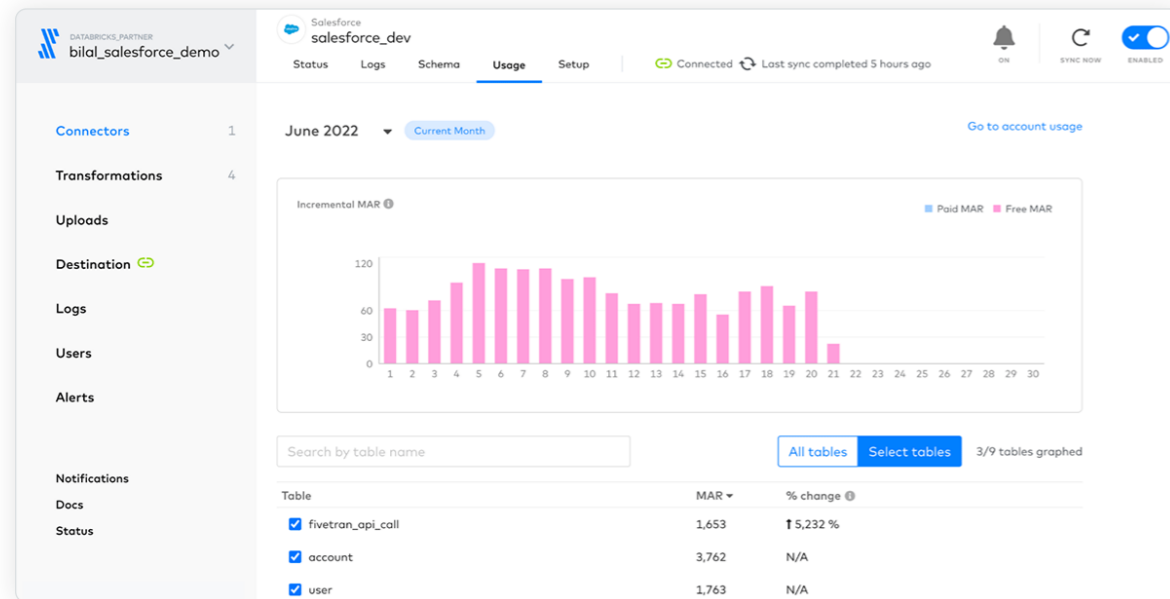 DATABRICKS_PARTNER
bilal_salesforce_demo
Salesforce
salesforce_dev
Status Logs Schema Usage Setup Connected Last sync completed 5 hours ago
ON SYNC NOW ENABLED
Connectors 1
Transformations 4
Uploads
Destination
Logs
Users
Alerts
Notifications
Docs
Status
June 2022 Current Month Go to account usage
Incremental MAR
Paid MAR Free MAR
120
60
30
0
1 2 3 4 5 6 7 8 9 10 11 12 13 14 15 16 17 18 19 20 21 22 23 24 25 26 27 28 29 30
Search by table name All tables Select tables 3/9 tables graphed
Table MAR % change
fivetran_api_call 1,653 5,232 %
account 3,762 N/A
user 1,763 N/A